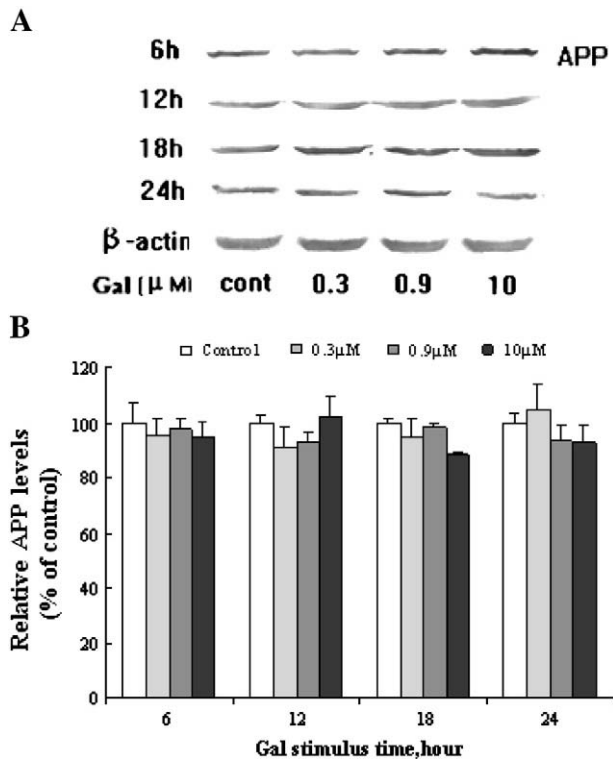 A
6h APP
12h
18h
24h
β-actin
Gal (μM) cont 0.3 0.9 10
B
Control 0.3μM 0.9μM 10μM
Relative APP levels
(% of control)
120
100
80
60
40
20
0
6 12 18 24
Gal stimulus time,hour